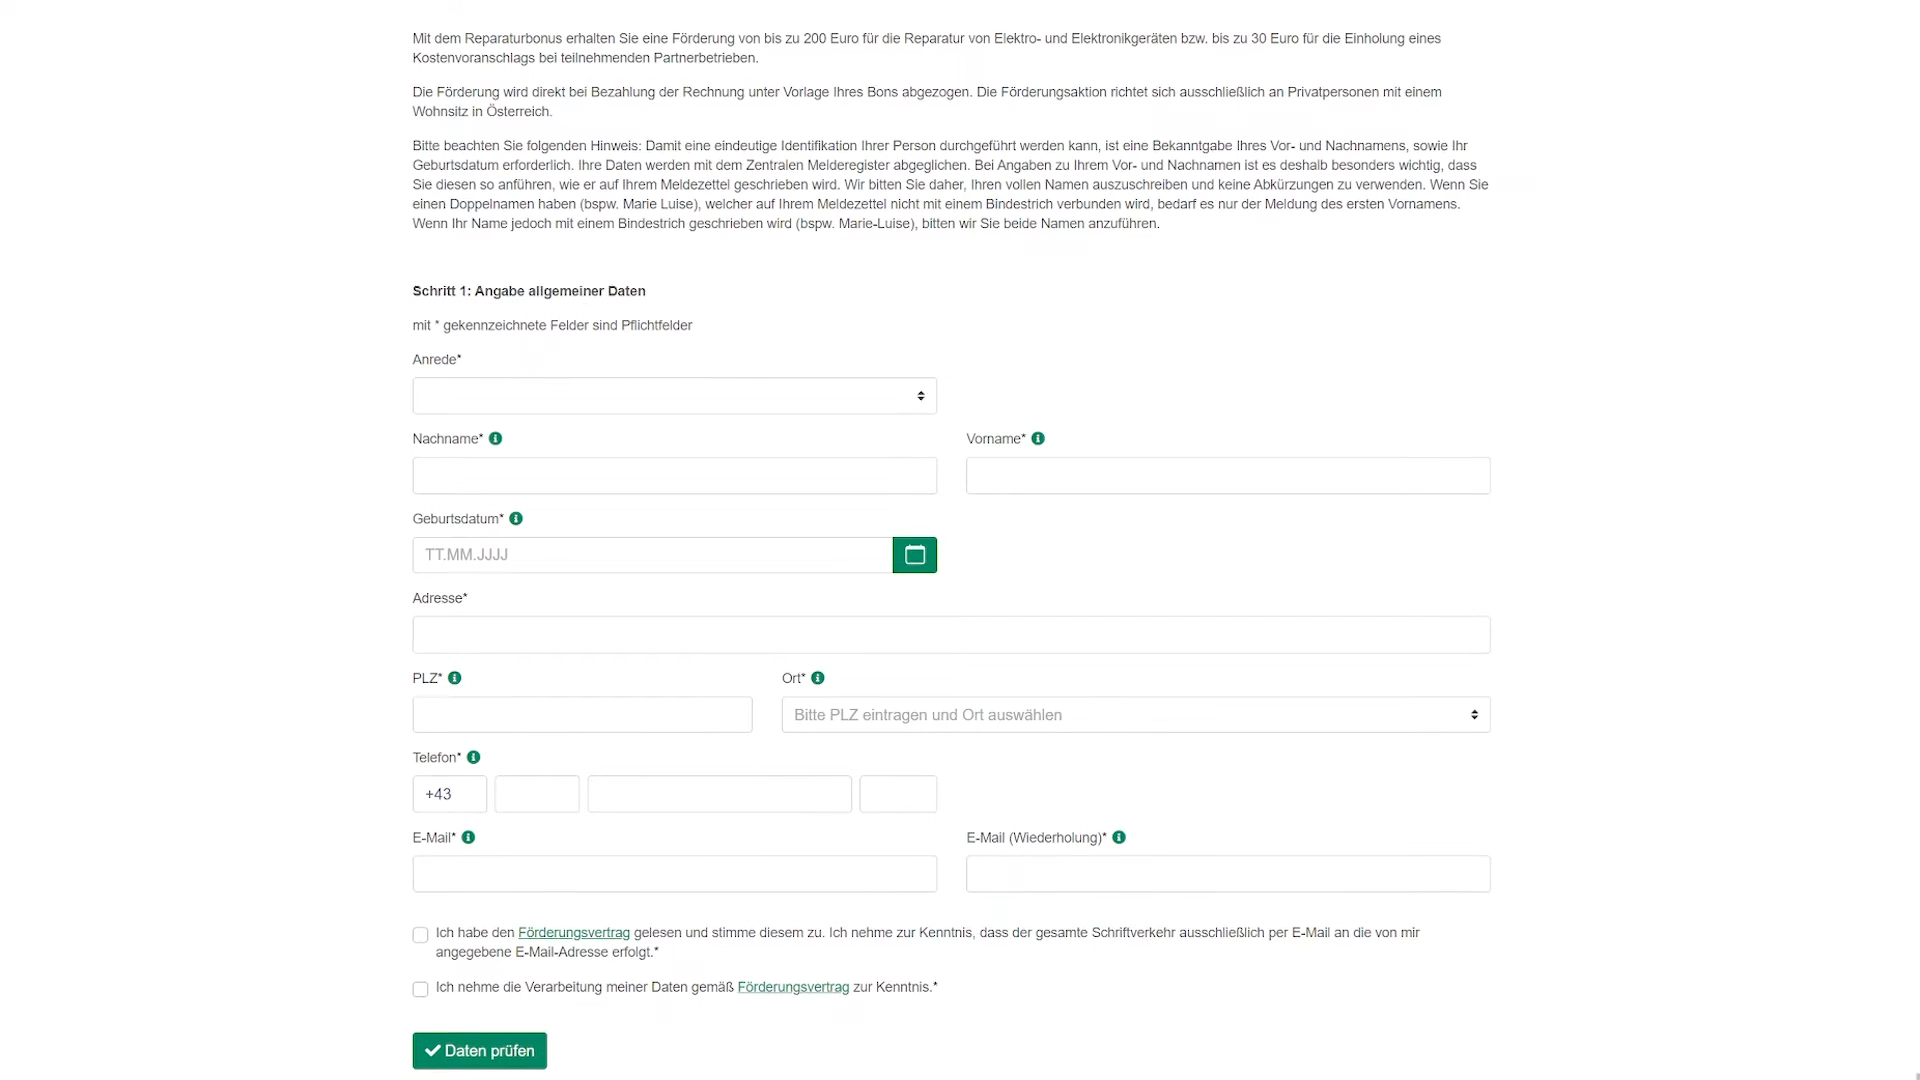 Mit dem Reparaturbonus erhalten Sie eine Förderung von bis zu 200 Euro für die Reparatur von Elektro- und Elektronikgeräten bzw. bis zu 30 Euro für die Einholung eines
Kostenvoranschlags bei teilnehmenden Partnerbetrieben.
Die Förderung wird direkt bei Bezahlung der Rechnung unter Vorlage Ihres Bons abgezogen. Die Förderungsaktion richtet sich ausschließlich an Privatpersonen mit einem
Wohnsitz in Österreich.
Bitte beachten Sie folgenden Hinweis: Damit eine eindeutige Identifikation Ihrer Person durchgeführt werden kann, ist eine Bekanntgabe Ihres Vor- und Nachnamens, sowie Ihr
Geburtsdatum erforderlich. Ihre Daten werden mit dem Zentralen Melderegister abgeglichen. Bei Angaben zu Ihrem Vor- und Nachnamen ist es deshalb besonders wichtig, dass
Sie diesen so anführen, wie er auf Ihrem Meldezettel geschrieben wird. Wir bitten Sie daher, Ihren vollen Namen auszuschreiben und keine Abkürzungen zu verwenden. Wenn Sie
einen Doppelnamen haben (bspw. Marie Luise), welcher auf Ihrem Meldezettel nicht mit einem Bindestrich verbunden wird, bedarf es nur der Meldung des ersten Vornamens.
Wenn Ihr Name jedoch mit einem Bindestrich geschrieben wird (bspw. Marie-Luise), bitten wir Sie beide Namen anzuführen.
Schritt 1: Angabe allgemeiner Daten
mit * gekennzeichnete Felder sind Pflichtfelder
Anrede*
Nachname*
Vorname*
Geburtsdatum*
TT.MM.JJJJ
Adresse*
PLZ*
Ort*
Bitte PLZ eintragen und Ort auswählen
Telefon*
+43
E-Mail*
E-Mail (Wiederholung)*
Ich habe den Förderungsvertrag gelesen und stimme diesem zu. Ich nehme zur Kenntnis, dass der gesamte Schriftverkehr ausschließlich per E-Mail an die von mir
angegebene E-Mail-Adresse erfolgt.*
Ich nehme die Verarbeitung meiner Daten gemäß Förderungsvertrag zur Kenntnis.*
Daten prüfen